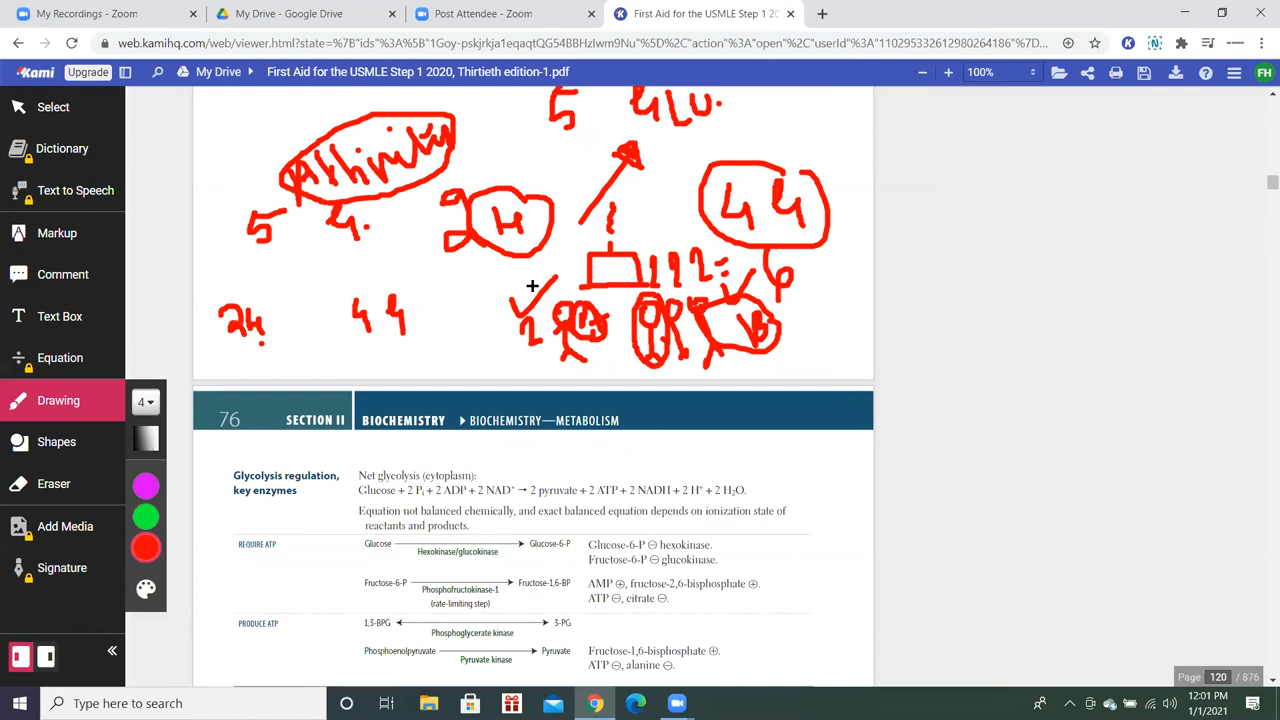 My Recordings - Zoom
My Drive - Google Drive
Post Attendee - Zoom
First Aid for the USMLE Step 1 20
web.kamihq.com/web/viewer.html?state=%7B"ids"%3A%5B"1Goy-pskjrkja1eqaqtQG54BBHzlwm9Nu"%5D%2C"action"%3A"open"%2C"userId"%3A"110295332612980264186"%7D...
Kami
Upgrade
My Drive
First Aid for the USMLE Step 1 2020, Thirtieth edition-1.pdf
100%
FH
Select
Dictionary
Text to Speech
Markup
Comment
Text Box
Equation
Drawing
Shapes
Eraser
Add Media
Signature
4
5
5
H
2
76 SECTION II BIOCHEMISTRY BIOCHEMISTRY—METABOLISM
Glycolysis regulation,
key enzymes
Net glycolysis (cytoplasm):
Glucose + 2 Pi + 2 ADP + 2 NAD+ → 2 pyruvate + 2 ATP + 2 NADH + 2 H+ + 2 H2O.
Equation not balanced chemically, and exact balanced equation depends on ionization state of
reactants and products.
REQUIRE ATP
Glucose → Glucose-6-P
Hexokinase/glucokinase
Glucose-6-P ⊖ hexokinase.
Fructose-6-P ⊖ glucokinase.
Fructose-6-P → Fructose-1,6-BP
Phosphofructokinase-1
(rate-limiting step)
AMP ⊕, fructose-2,6-bisphosphate ⊕.
ATP ⊖, citrate ⊖.
PRODUCE ATP
1,3-BPG ↔ 3-PG
Phosphoglycerate kinase
Phosphoenolpyruvate → Pyruvate
Pyruvate kinase
Fructose-1,6-bisphosphate ⊕.
ATP ⊖, alanine ⊖.
Page 120 / 876
Type here to search
12:01 PM
1/1/2021